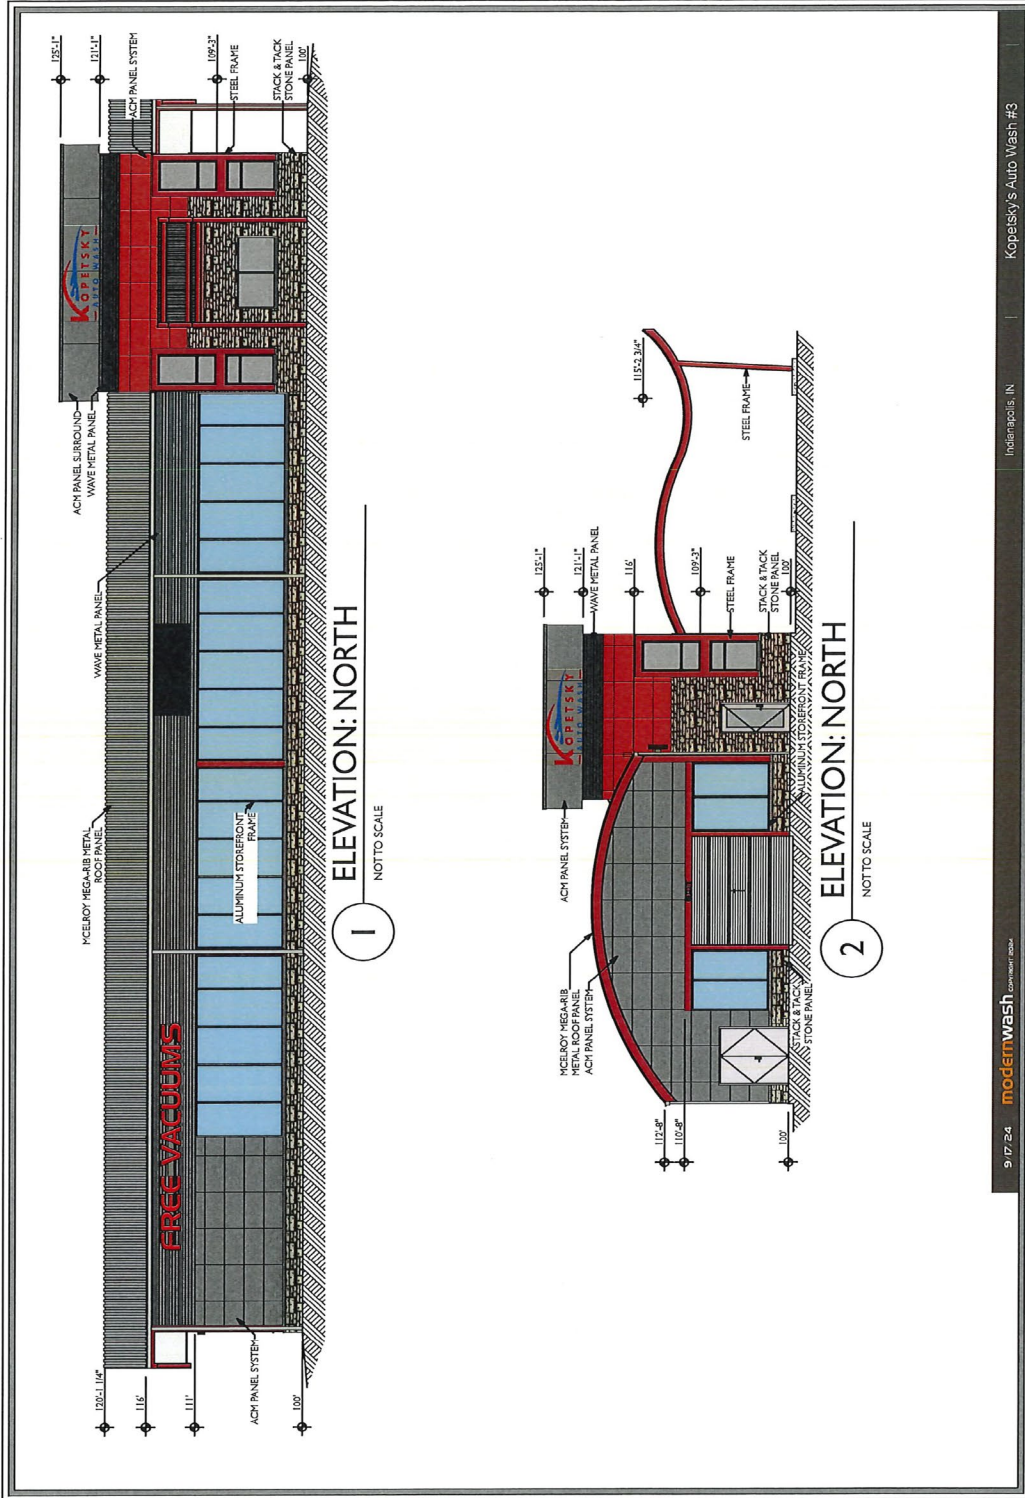 125'-1"
121'-1"
ACM PANEL SYSTEM
109'-3"
STEEL FRAME
STACK & TACK
STONE PANEL
100'
KOPETSKY
AUTO WASH
ACM PANEL SURROUND
WAVE METAL PANEL
WAVE METAL PANEL
MCELROY MEGA-RIB METAL
ROOF PANEL
ALUMINUM STOREFRONT
FRAME
FREE VACUUMS
120'-1 1/4"
116'
111'
ACM PANEL SYSTEM
100'
1
ELEVATION: NORTH
NOT TO SCALE
115'-2 3/4"
STEEL FRAME
125'-1"
121'-1"
WAVE METAL PANEL
116'
109'-3"
STEEL FRAME
STACK & TACK
STONE PANEL
100'
KOPETSKY
AUTO WASH
ACM PANEL SYSTEM
MCELROY MEGA-RIB
METAL ROOF PANEL
ACM PANEL SYSTEM
ALUMINUM STOREFRONT FRAME
STACK & TACK
STONE PANEL
112'-8"
110'-8"
100'
2
ELEVATION: NORTH
NOT TO SCALE
9/17/24
modernwash COPYRIGHT 2024
Indianapolis, IN
Kopetsky's Auto Wash #3